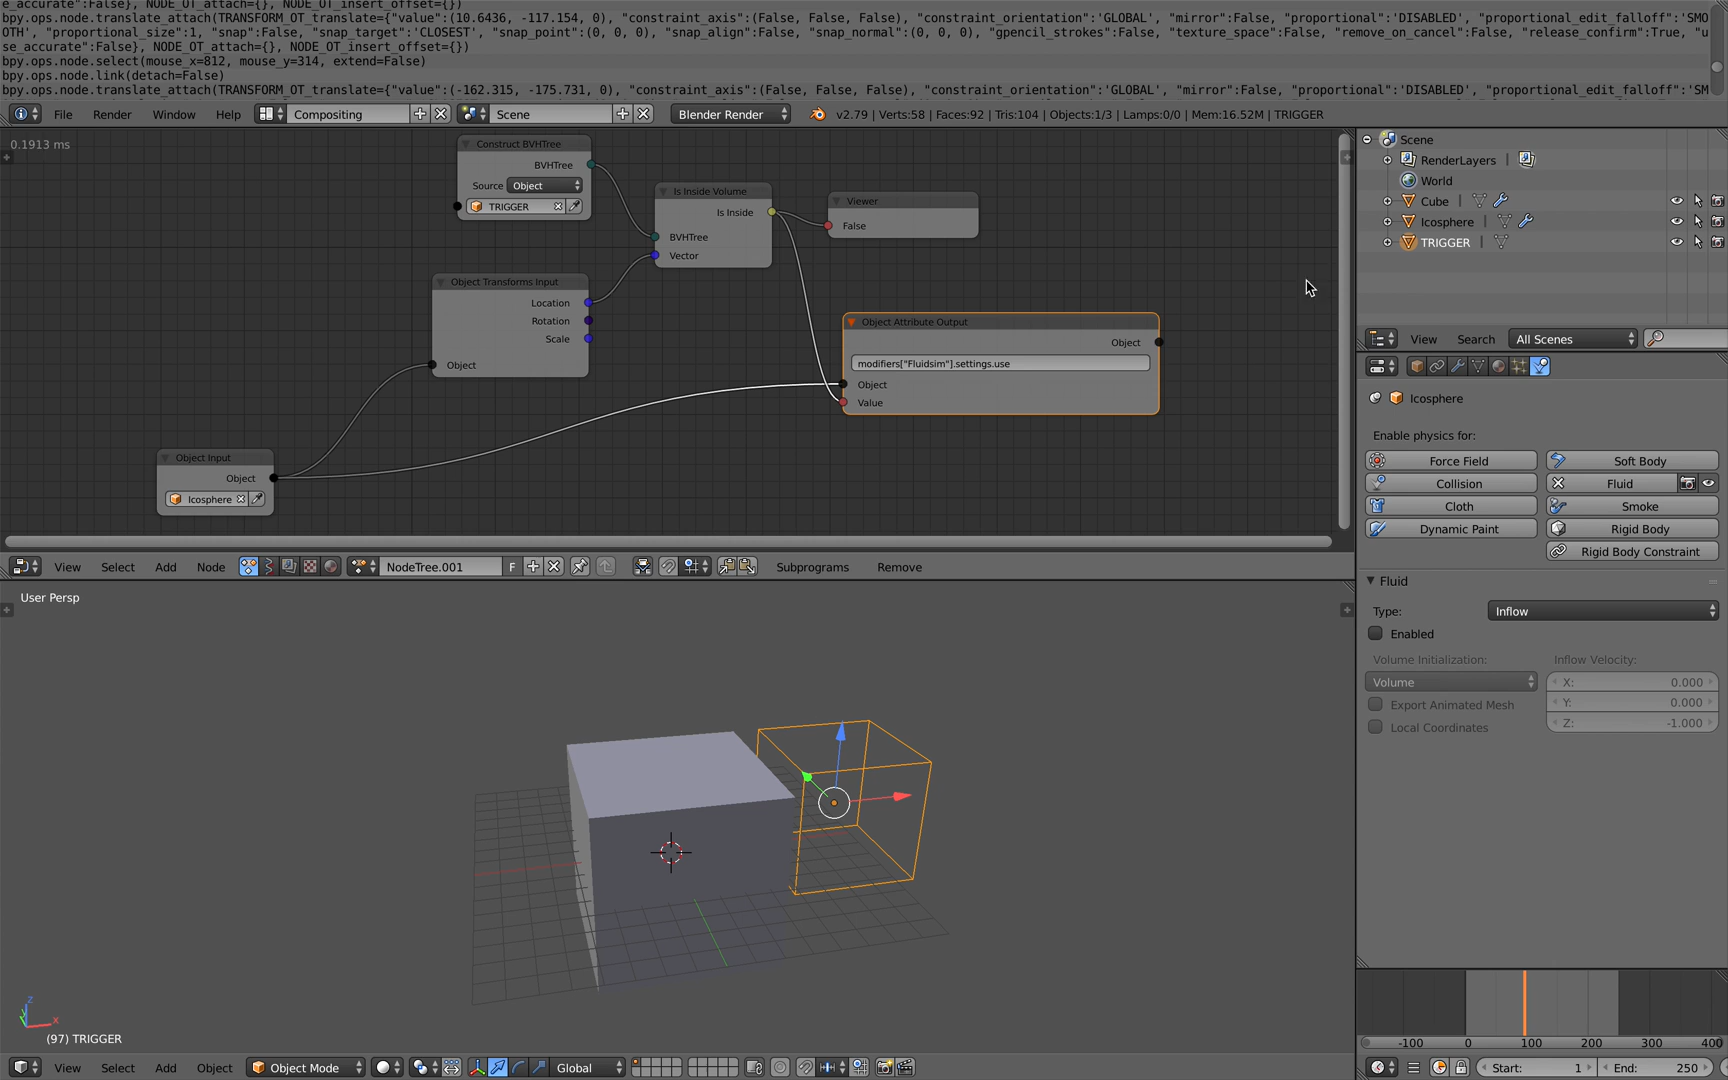 e_accurate":False}, NODE_OT_attach={}, NODE_OT_insert_offset={})
bpy.ops.node.translate_attach(TRANSFORM_OT_translate={"value":(10.6436, -117.154, 0), "constraint_axis":(False, False, False), "constraint_orientation":'GLOBAL', "mirror":False, "proportional":'DISABLED', "proportional_edit_falloff":'SMO
OTH', "proportional_size":1, "snap":False, "snap_target":'CLOSEST', "snap_point":(0, 0, 0), "snap_align":False, "snap_normal":(0, 0, 0), "gpencil_strokes":False, "texture_space":False, "remove_on_cancel":False, "release_confirm":True, "u
se_accurate":False}, NODE_OT_attach={}, NODE_OT_insert_offset={})
bpy.ops.node.select(mouse_x=812, mouse_y=314, extend=False)
bpy.ops.node.link(detach=False)
bpy.ops.node.translate_attach(TRANSFORM_OT_translate={"value":(-162.315, -175.731, 0), "constraint_axis":(False, False, False), "constraint_orientation":'GLOBAL', "mirror":False, "proportional":'DISABLED', "proportional_edit_falloff":'SM
File Render Window Help Compositing Scene Blender Render v2.79 | Verts:58 | Faces:92 | Tris:104 | Objects:1/3 | Lamps:0/0 | Mem:16.52M | TRIGGER
0.1913 ms
Construct BVHTree
BVHTree
Source Object
TRIGGER
Is Inside Volume
Is Inside
BVHTree
Vector
Viewer
False
Object Transforms Input
Location
Rotation
Scale
Object
Object Attribute Output
Object
modifiers["Fluidsim"].settings.use
Object
Value
Object Input
Object
Icosphere
View Select Add Node NodeTree.001 F Subprograms Remove
User Persp
(97) TRIGGER
z
x
View Select Add Object Object Mode Global
Scene
RenderLayers
World
Cube
Icosphere
TRIGGER
View Search All Scenes
Icosphere
Enable physics for:
Force Field Soft Body
Collision Fluid
Cloth Smoke
Dynamic Paint Rigid Body
Rigid Body Constraint
Fluid
Type: Inflow
Enabled
Volume Initialization: Inflow Velocity:
Volume X: 0.000
Export Animated Mesh Y: 0.000
Local Coordinates Z: -1.000
-100 0 100 200 300 400
Start: 1 End: 250